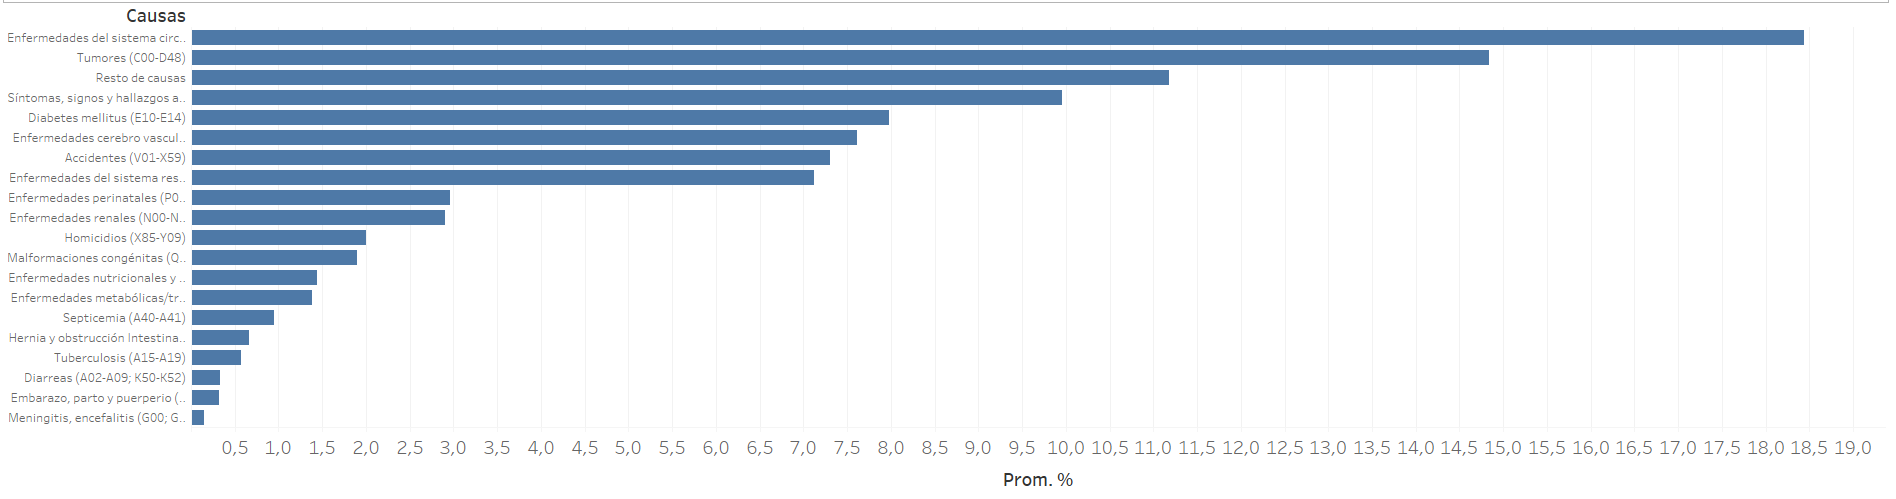 Causas
Enfermedades del sistema circ..
Tumores (C00-D48)
Resto de causas
Síntomas, signos y hallazgos a..
Diabetes mellitus (E10-E14)
Enfermedades cerebro vascul..
Accidentes (V01-X59)
Enfermedades del sistema res..
Enfermedades perinatales (P0..
Enfermedades renales (N00-N..
Homicidios (X85-Y09)
Malformaciones congénitas (Q..
Enfermedades nutricionales y ..
Enfermedades metabólicas/tr..
Septicemia (A40-A41)
Hernia y obstrucción Intestina..
Tuberculosis (A15-A19)
Diarreas (A02-A09; K50-K52)
Embarazo, parto y puerperio (..
Meningitis, encefalitis (G00; G..
0,5 1,0 1,5 2,0 2,5 3,0 3,5 4,0 4,5 5,0 5,5 6,0 6,5 7,0 7,5 8,0 8,5 9,0 9,5 10,0 10,5 11,0 11,5 12,0 12,5 13,0 13,5 14,0 14,5 15,0 15,5 16,0 16,5 17,0 17,5 18,0 18,5 19,0
Prom. %